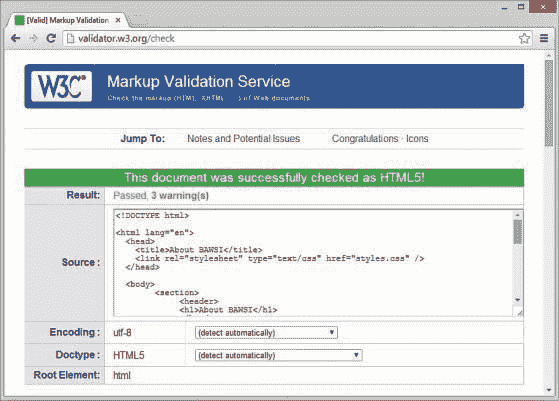 [Valid] Markup Validation
validator.w3.org/check
W3C
Markup Validation Service
Check the markup (HTML, XHTML, ...) of Web documents
Jump To: Notes and Potential Issues Congratulations · Icons
This document was successfully checked as HTML5!
Result: Passed, 3 warning(s)
Source :
<!DOCTYPE html>
<html lang="en">
<head>
<title>About BAWSI</title>
<link rel="stylesheet" type="text/css" href="styles.css" />
</head>
<body>
<section>
<header>
<h1>About BAWSI</h1>
Encoding : utf-8 (detect automatically)
Doctype : HTML5 (detect automatically)
Root Element: html